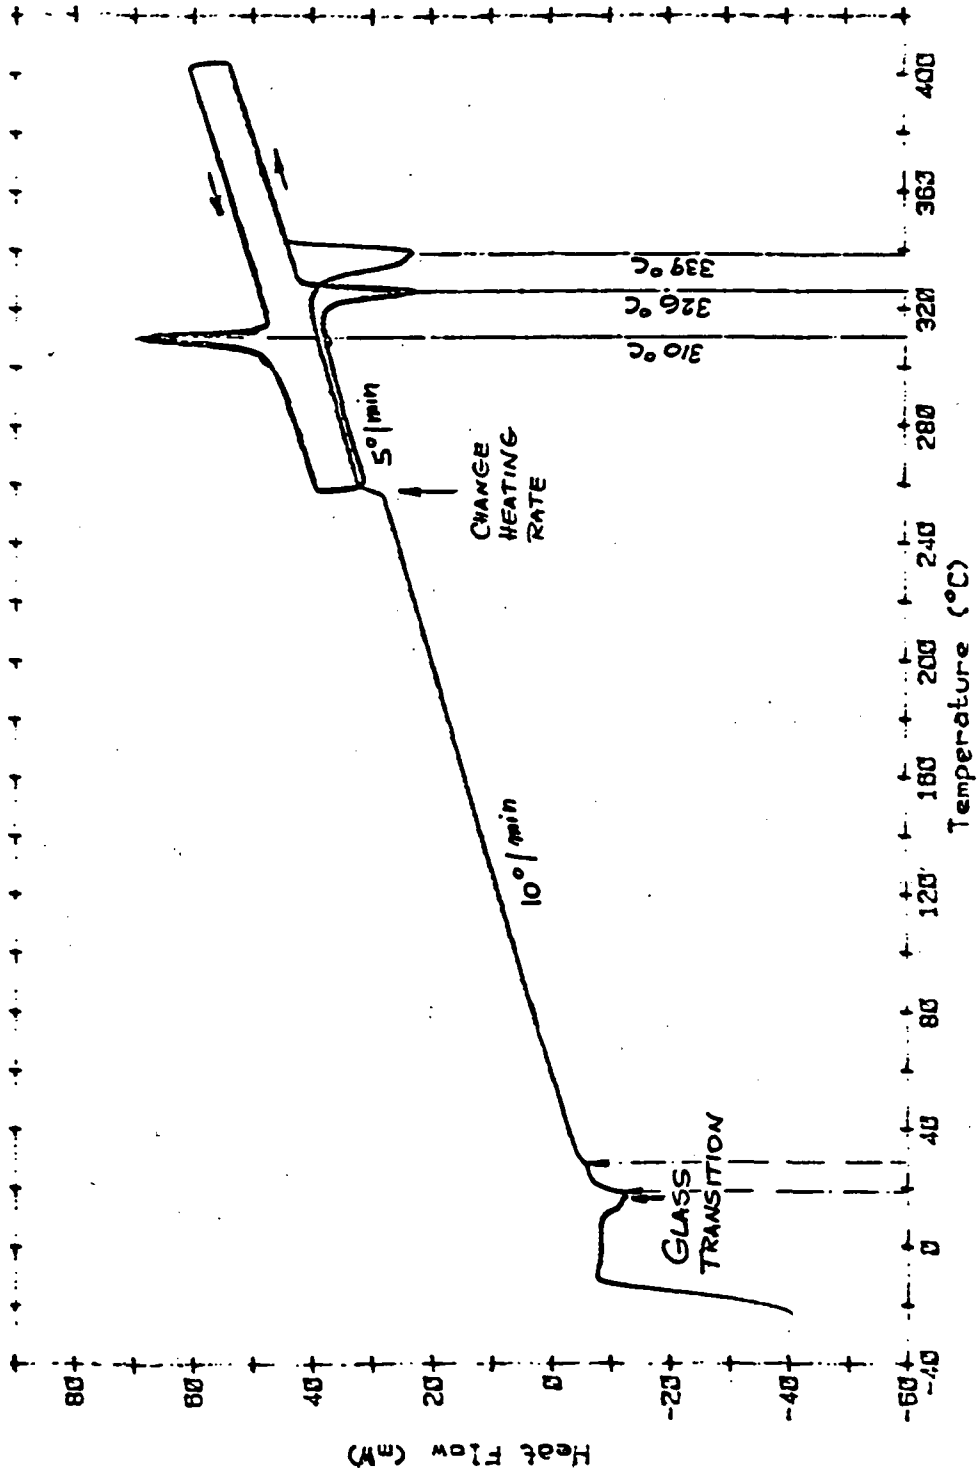 80
60
40
20
0
-20
-40
-60
Heat Flow (mW)
-40
0
40
80
120
160
200
240
280
320
360
400
Temperature (°C)
GLASS
TRANSITION
10°/min
CHANGE
HEATING
RATE
5°/min
310°C
326°C
339°C